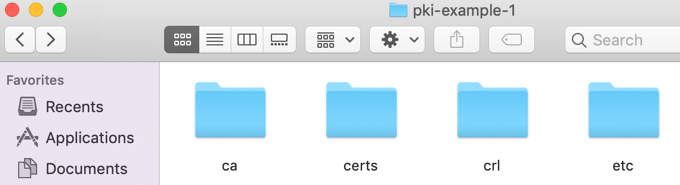 pki-example-1
Search
Favorites
Recents
Applications
Documents
ca
certs
crl
etc